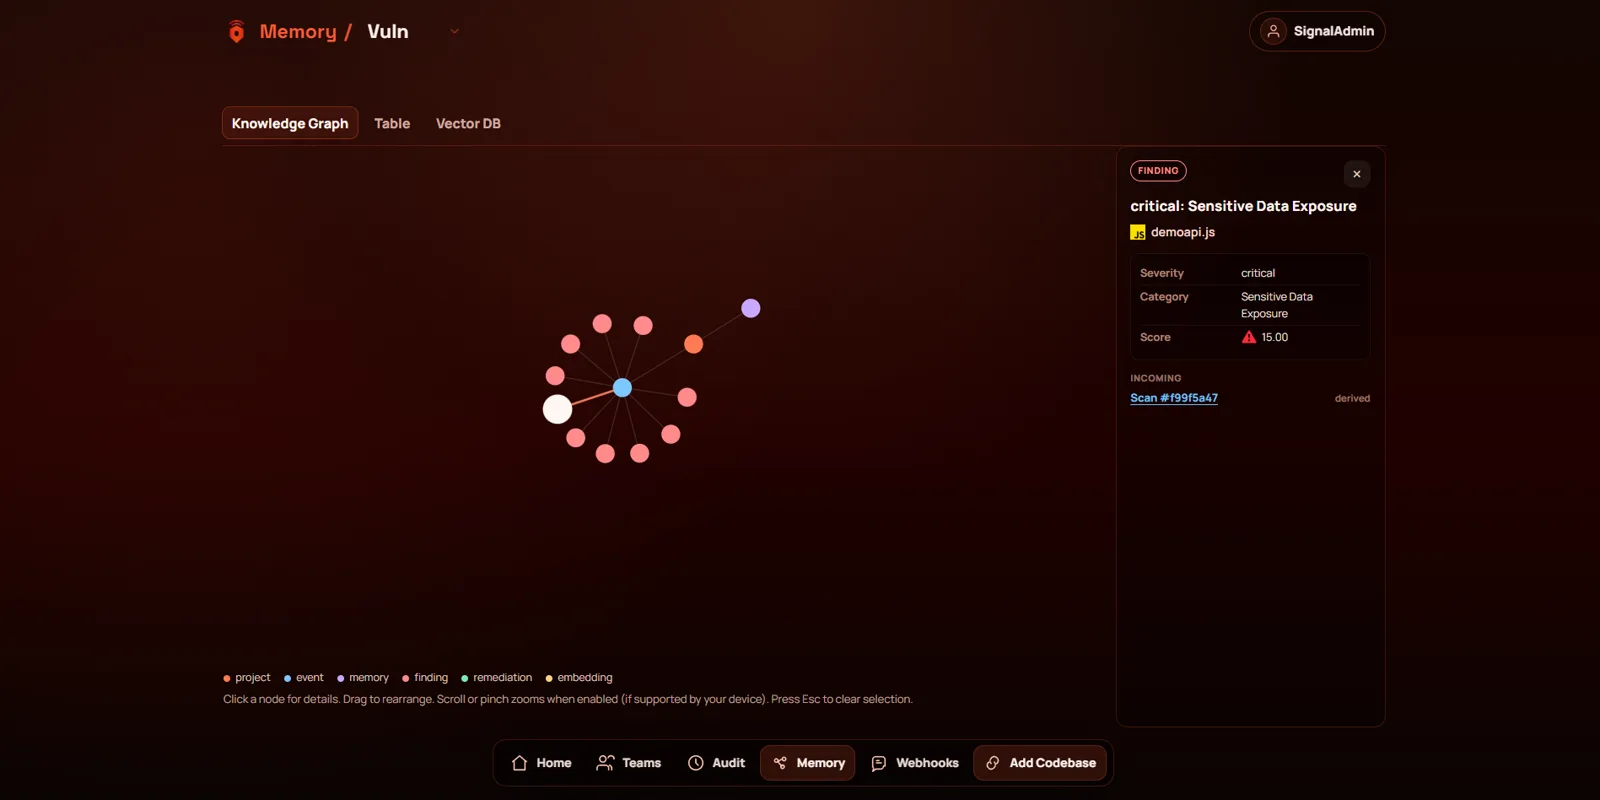 Memory / Vuln
SignalAdmin
Knowledge Graph
Table
Vector DB
FINDING
critical: Sensitive Data Exposure
JS demoapi.js
Severity critical
Category Sensitive Data
Exposure
Score 15.00
INCOMING
Scan #f99f5a47 derived
project event memory finding remediation embedding
Click a node for details. Drag to rearrange. Scroll or pinch zooms when enabled (if supported by your device). Press Esc to clear selection.
Home Teams Audit Memory Webhooks Add Codebase